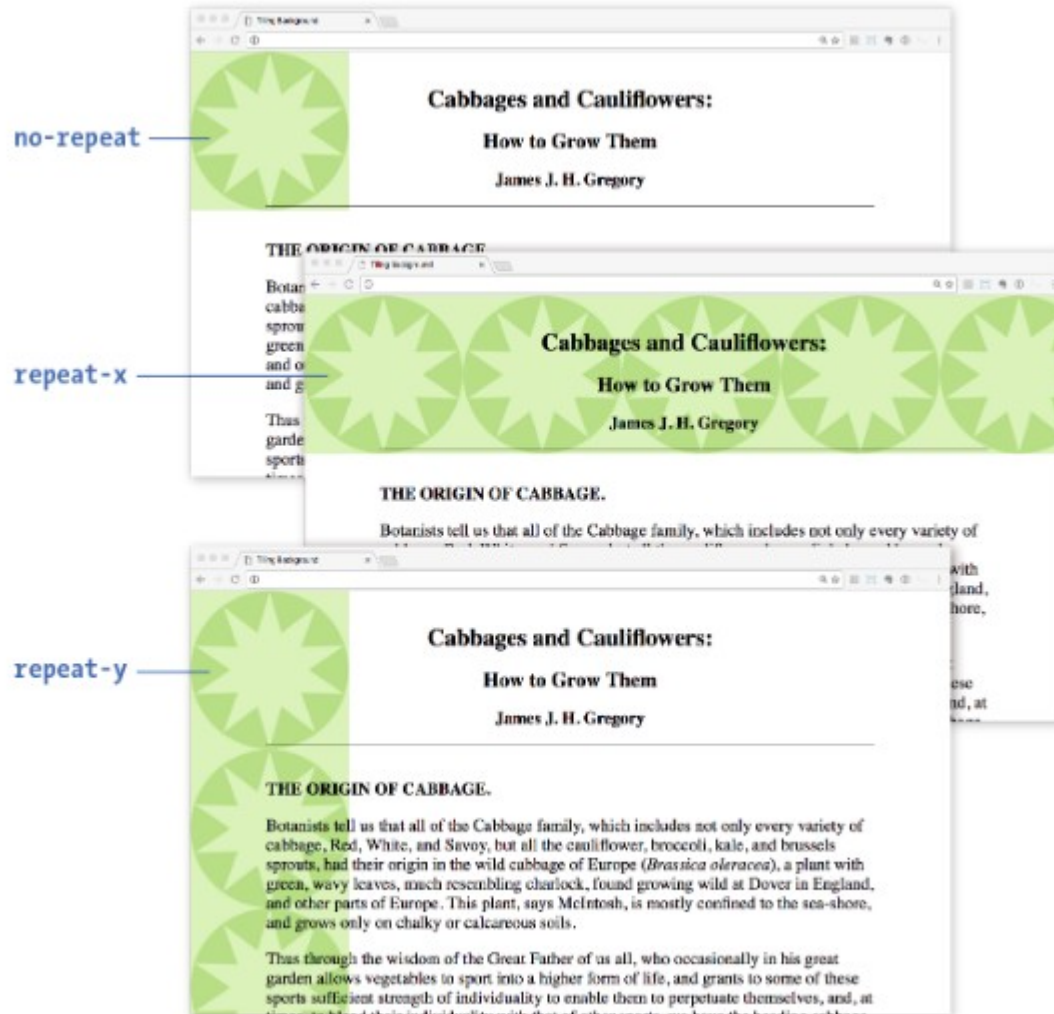 Tiling Background
Cabbages and Cauliflowers:
no-repeat
How to Grow Them
James J. H. Gregory
THE ORIGIN OF CABBAGE
Tiling Background
repeat-x
Cabbages and Cauliflowers:
How to Grow Them
James J. H. Gregory
Thus
THE ORIGIN OF CABBAGE.
Botanists tell us that all of the Cabbage family, which includes not only every variety of
Tiling Background
Cabbages and Cauliflowers:
repeat-y
How to Grow Them
James J. H. Gregory
THE ORIGIN OF CABBAGE.
Botanists tell us that all of the Cabbage family, which includes not only every variety of
cabbage, Red, White, and Savoy, but all the cauliflower, broccoli, kale, and brussels
sprouts, had their origin in the wild cabbage of Europe (Brassica oleracea), a plant with
green, wavy leaves, much resembling charlock, found growing wild at Dover in England,
and other parts of Europe. This plant, says McIntosh, is mostly confined to the sea-shore,
and grows only on chalky or calcareous soils.
Thus through the wisdom of the Great Father of us all, who occasionally in his great
garden allows vegetables to sport into a higher form of life, and grants to some of these
sports sufficient strength of individuality to enable them to perpetuate themselves, and, at